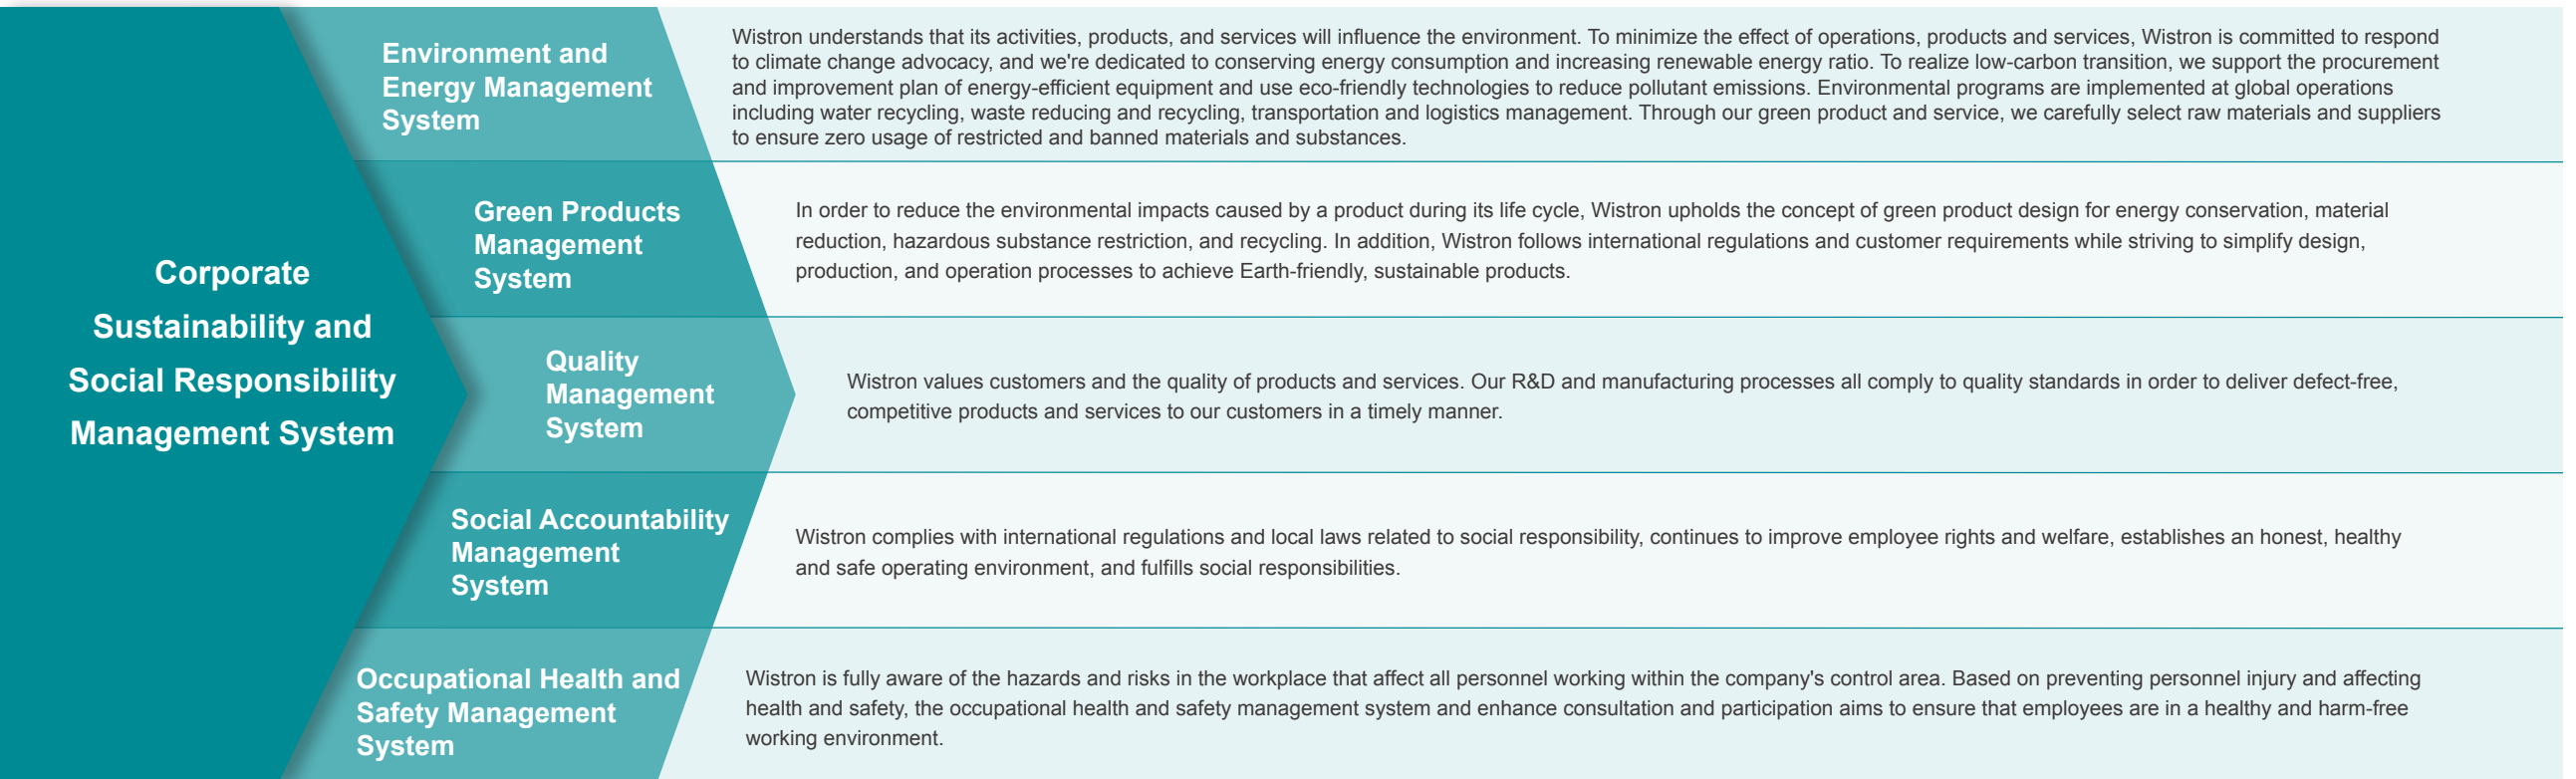 Corporate
Sustainability and
Social Responsibility
Management System
Environment and
Energy Management
System
Wistron understands that its activities, products, and services will influence the environment. To minimize the effect of operations, products and services, Wistron is committed to respond
to climate change advocacy, and we're dedicated to conserving energy consumption and increasing renewable energy ratio. To realize low-carbon transition, we support the procurement
and improvement plan of energy-efficient equipment and use eco-friendly technologies to reduce pollutant emissions. Environmental programs are implemented at global operations
including water recycling, waste reducing and recycling, transportation and logistics management. Through our green product and service, we carefully select raw materials and suppliers
to ensure zero usage of restricted and banned materials and substances.
Green Products
Management
System
In order to reduce the environmental impacts caused by a product during its life cycle, Wistron upholds the concept of green product design for energy conservation, material
reduction, hazardous substance restriction, and recycling. In addition, Wistron follows international regulations and customer requirements while striving to simplify design,
production, and operation processes to achieve Earth-friendly, sustainable products.
Quality
Management
System
Wistron values customers and the quality of products and services. Our R&D and manufacturing processes all comply to quality standards in order to deliver defect-free,
competitive products and services to our customers in a timely manner.
Social Accountability
Management
System
Wistron complies with international regulations and local laws related to social responsibility, continues to improve employee rights and welfare, establishes an honest, healthy
and safe operating environment, and fulfills social responsibilities.
Occupational Health and
Safety Management
System
Wistron is fully aware of the hazards and risks in the workplace that affect all personnel working within the company's control area. Based on preventing personnel injury and affecting
health and safety, the occupational health and safety management system and enhance consultation and participation aims to ensure that employees are in a healthy and harm-free
working environment.